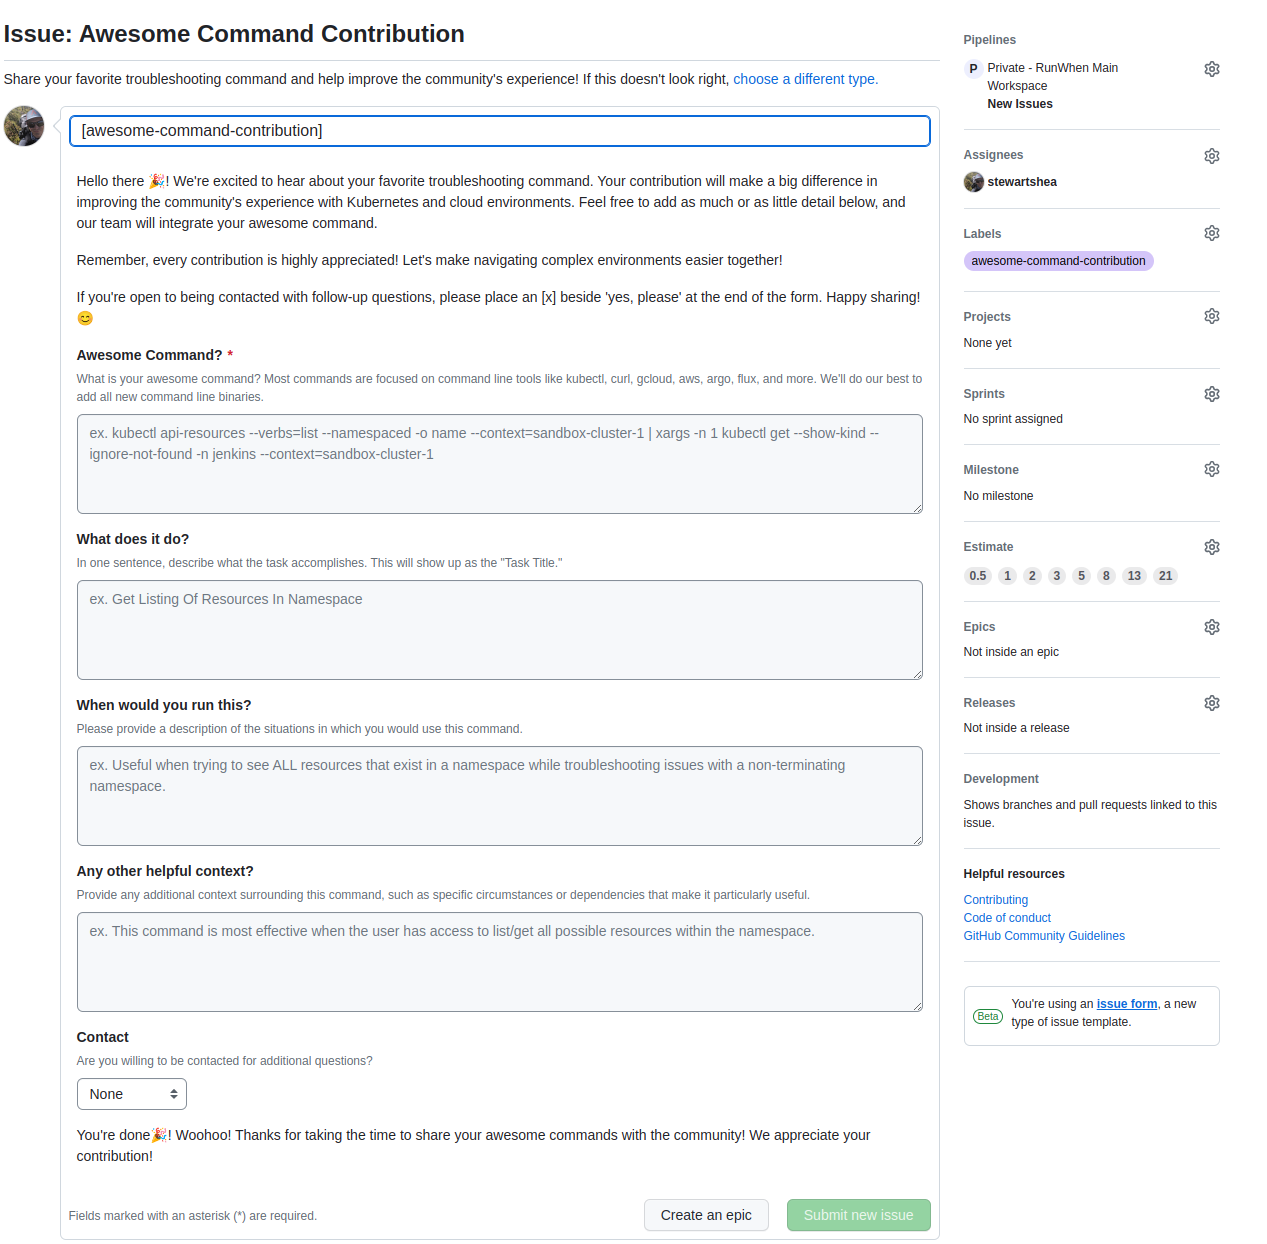 Issue: Awesome Command Contribution
Share your favorite troubleshooting command and help improve the community's experience! If this doesn't look right, choose a different type.
[awesome-command-contribution]
Hello there 🎉! We're excited to hear about your favorite troubleshooting command. Your contribution will make a big difference in
improving the community's experience with Kubernetes and cloud environments. Feel free to add as much or as little detail below, and
our team will integrate your awesome command.
Remember, every contribution is highly appreciated! Let's make navigating complex environments easier together!
If you're open to being contacted with follow-up questions, please place an [x] beside 'yes, please' at the end of the form. Happy sharing!
😊
Awesome Command? *
What is your awesome command? Most commands are focused on command line tools like kubectl, curl, gcloud, aws, argo, flux, and more. We'll do our best to
add all new command line binaries.
ex. kubectl api-resources --verbs=list --namespaced -o name --context=sandbox-cluster-1 | xargs -n 1 kubectl get --show-kind --
ignore-not-found -n jenkins --context=sandbox-cluster-1
What does it do?
In one sentence, describe what the task accomplishes. This will show up as the "Task Title."
ex. Get Listing Of Resources In Namespace
When would you run this?
Please provide a description of the situations in which you would use this command.
ex. Useful when trying to see ALL resources that exist in a namespace while troubleshooting issues with a non-terminating
namespace.
Any other helpful context?
Provide any additional context surrounding this command, such as specific circumstances or dependencies that make it particularly useful.
ex. This command is most effective when the user has access to list/get all possible resources within the namespace.
Contact
Are you willing to be contacted for additional questions?
None
You're done🎉! Woohoo! Thanks for taking the time to share your awesome commands with the community! We appreciate your
contribution!
Fields marked with an asterisk (*) are required.
Create an epic
Submit new issue
Pipelines
P Private - RunWhen Main
Workspace
New Issues
Assignees
stewartshea
Labels
awesome-command-contribution
Projects
None yet
Sprints
No sprint assigned
Milestone
No milestone
Estimate
0.5 1 2 3 5 8 13 21
Epics
Not inside an epic
Releases
Not inside a release
Development
Shows branches and pull requests linked to this
issue.
Helpful resources
Contributing
Code of conduct
GitHub Community Guidelines
Beta
You're using an issue form, a new
type of issue template.